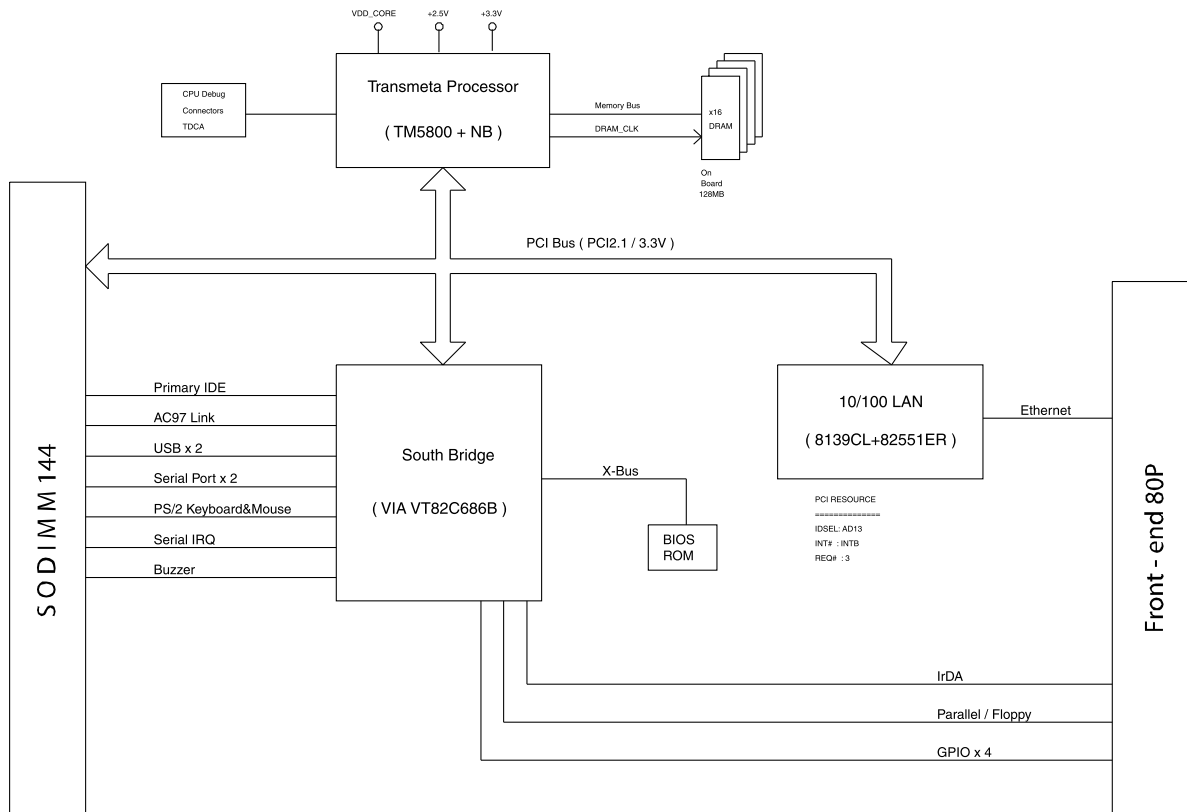 VDD_CORE
+2.5V
+3.3V
Transmeta Processor
( TM5800 + NB )
CPU Debug
Connectors
TDCA
Memory Bus
DRAM_CLK
x16
DRAM
On
Board
128MB
PCI Bus ( PCI2.1 / 3.3V )
SODIMM144
Primary IDE
AC97 Link
USB x 2
Serial Port x 2
PS/2 Keyboard&Mouse
Serial IRQ
Buzzer
South Bridge
( VIA VT82C686B )
X-Bus
BIOS
ROM
10/100 LAN
( 8139CL+82551ER )
Ethernet
PCI RESOURCE
==============
IDSEL: AD13
INT# : INTB
REQ# : 3
Front - end 80P
IrDA
Parallel / Floppy
GPIO x 4